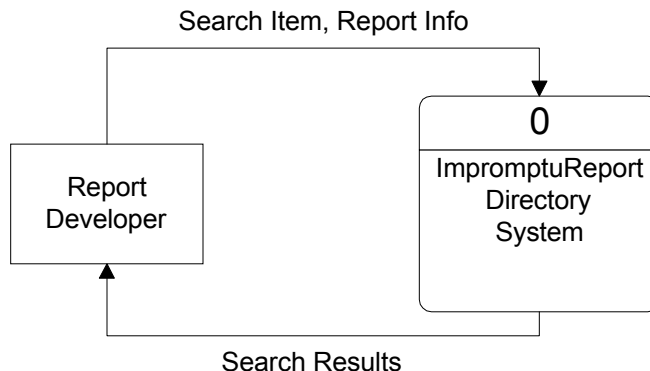 Search Item, Report Info
0
Report
Developer
ImpromptuReport
Directory
System
Search Results